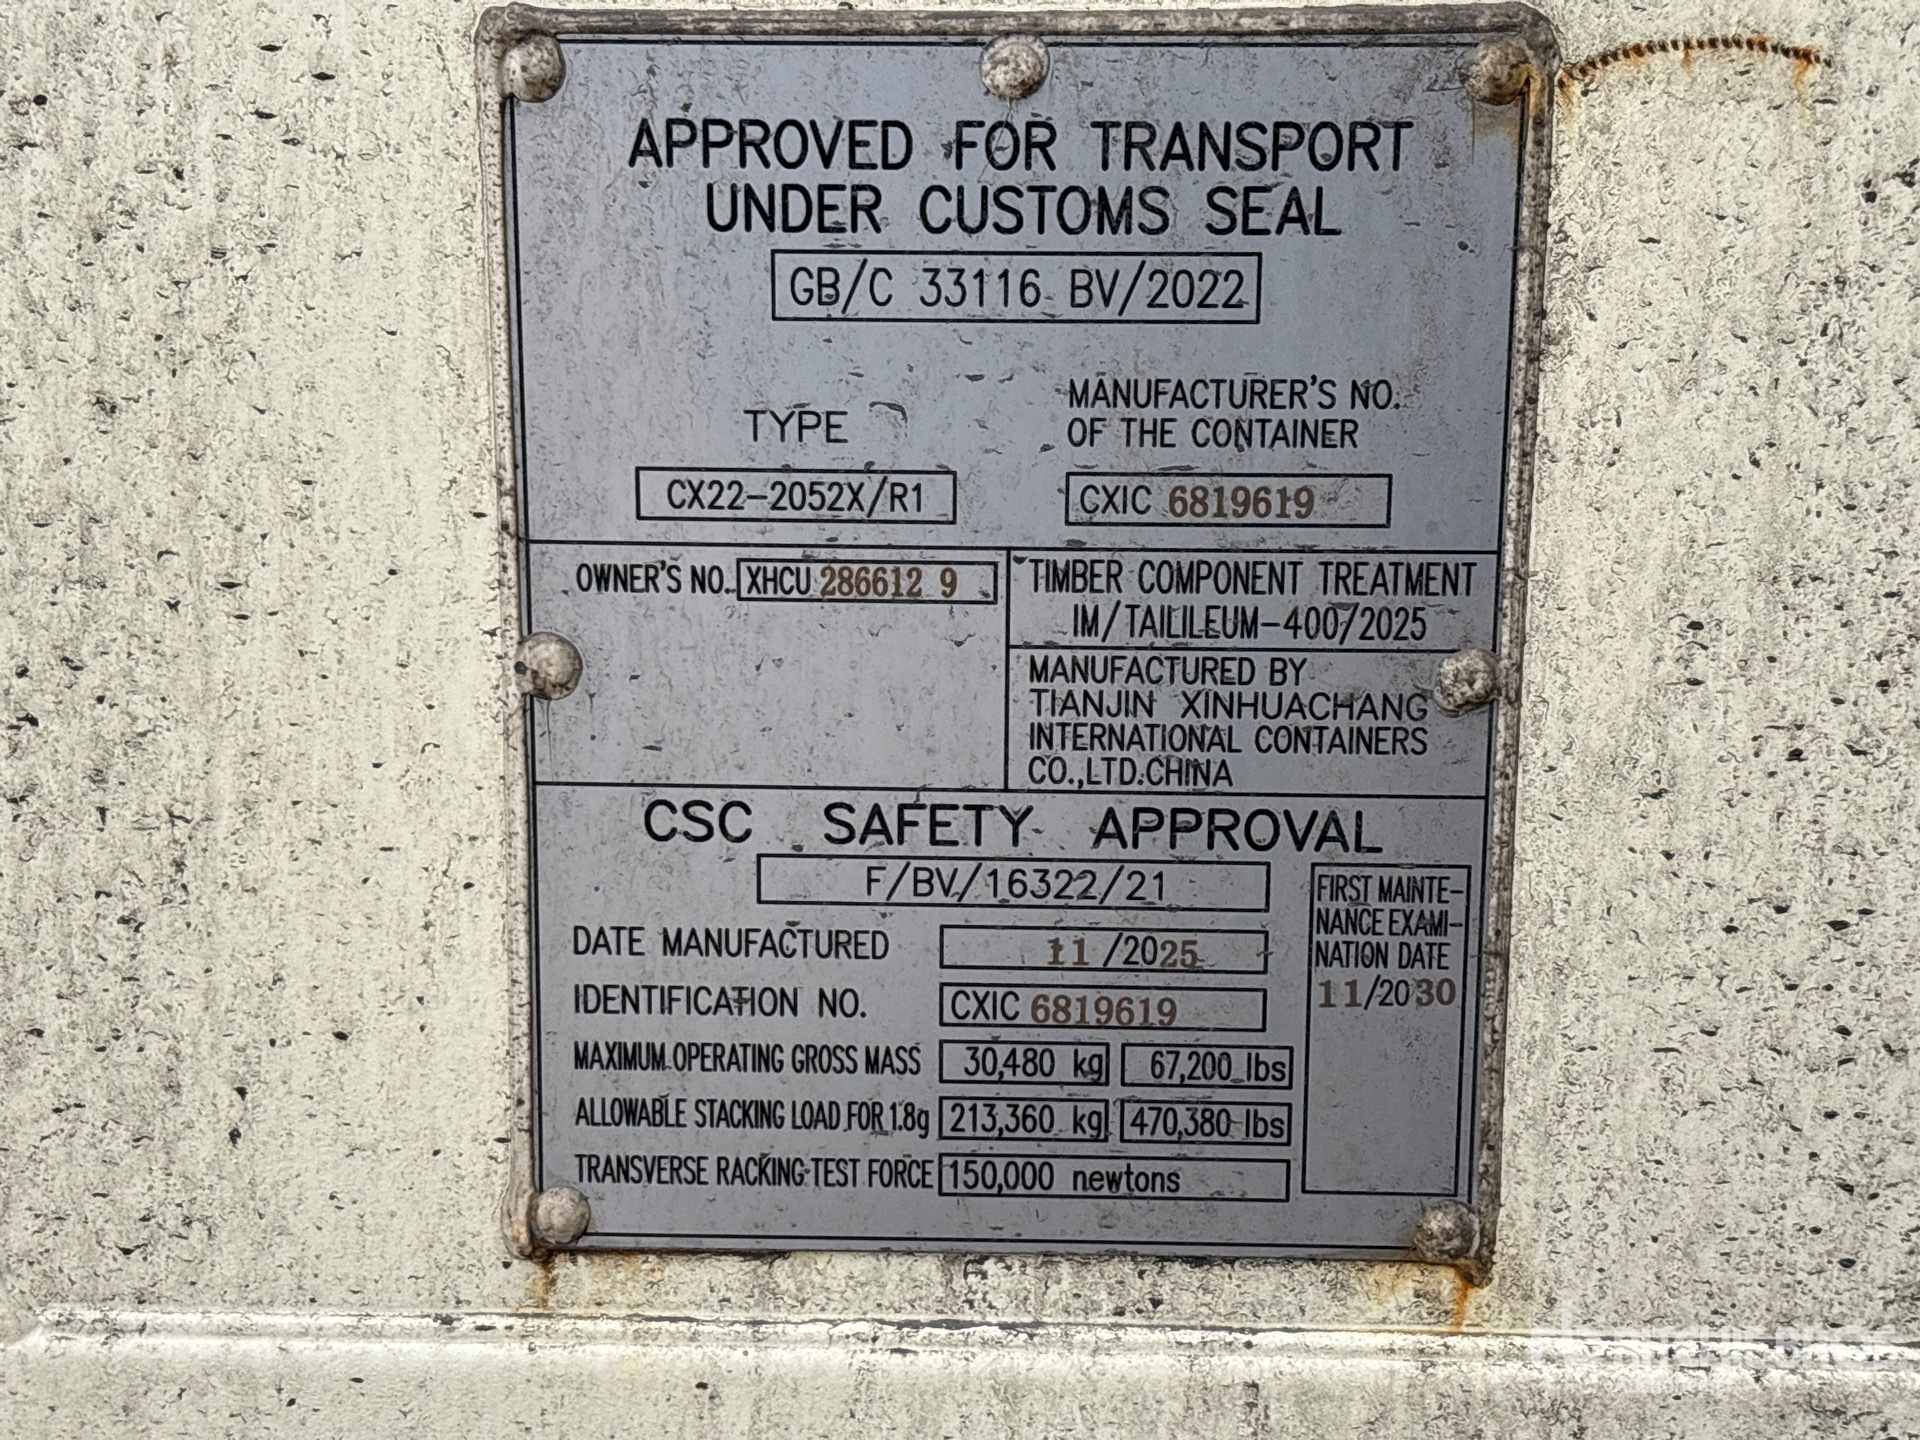 APPROVED FOR TRANSPORT
UNDER CUSTOMS SEAL
GB/C 33116 BV/2022
TYPE
CX22-2052X/R1
MANUFACTURER'S NO.
OF THE CONTAINER
CXIC 6819619
OWNER'S NO. XHCU 286612 9
TIMBER COMPONENT TREATMENT
IM/TAILILEUM-400/2025
MANUFACTURED BY
TIANJIN XINHUACHANG
INTERNATIONAL CONTAINERS
CO.,LTD.CHINA
CSC SAFETY APPROVAL
F/BV/16322/21
DATE MANUFACTURED 11/2025
IDENTIFICATION NO. CXIC 6819619
MAXIMUM OPERATING GROSS MASS 30,480 kg 67,200 lbs
ALLOWABLE STACKING LOAD FOR 1.8g 213,360 kg 470,380 lbs
TRANSVERSE RACKING TEST FORCE 150,000 newtons
FIRST MAINTE-
NANCE EXAMI-
NATION DATE
11/2030